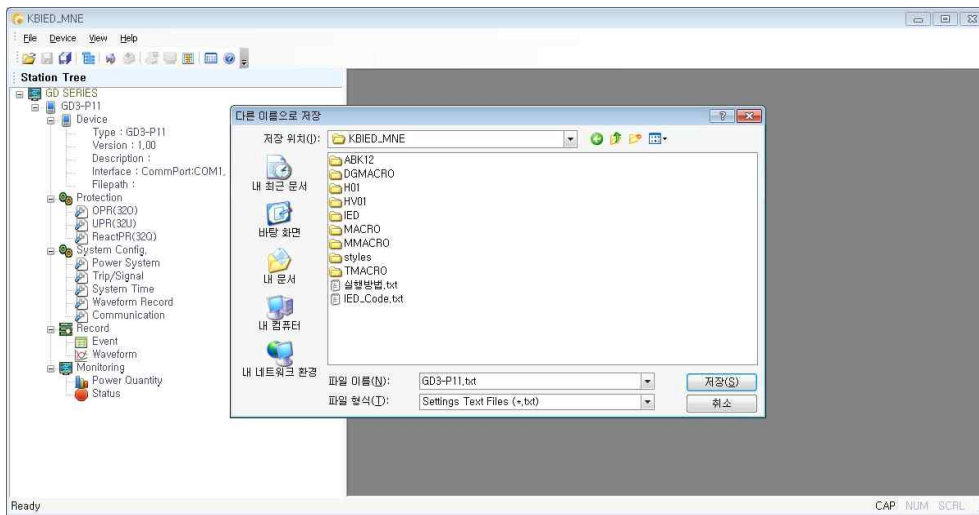 KBIED_MNE
File Device View Help
Station Tree
GD SERIES
GD3-P11
Device
Type : GD3-P11
Version : 1,00
Description :
Interface : CommPort:COM1,
Filepath :
Protection
OPR(32O)
UPR(32U)
ReactPR(32Q)
System Config,
Power System
Trip/Signal
System Time
Waveform Record
Communication
Record
Event
Waveform
Monitoring
Power Quantity
Status
다른 이름으로 저장
저장 위치(I): KBIED_MNE
내 최근 문서
바탕 화면
내 문서
내 컴퓨터
내 네트워크 환경
ABK12
DGMACRO
H01
HV01
IED
MACRO
MMACRO
styles
TMACRO
실행방법,txt
IED_Code,txt
파일 이름(N): GD3-P11,txt 저장(S)
파일 형식(T): Settings Text Files (*,txt) 취소
Ready CAP NUM SCRL